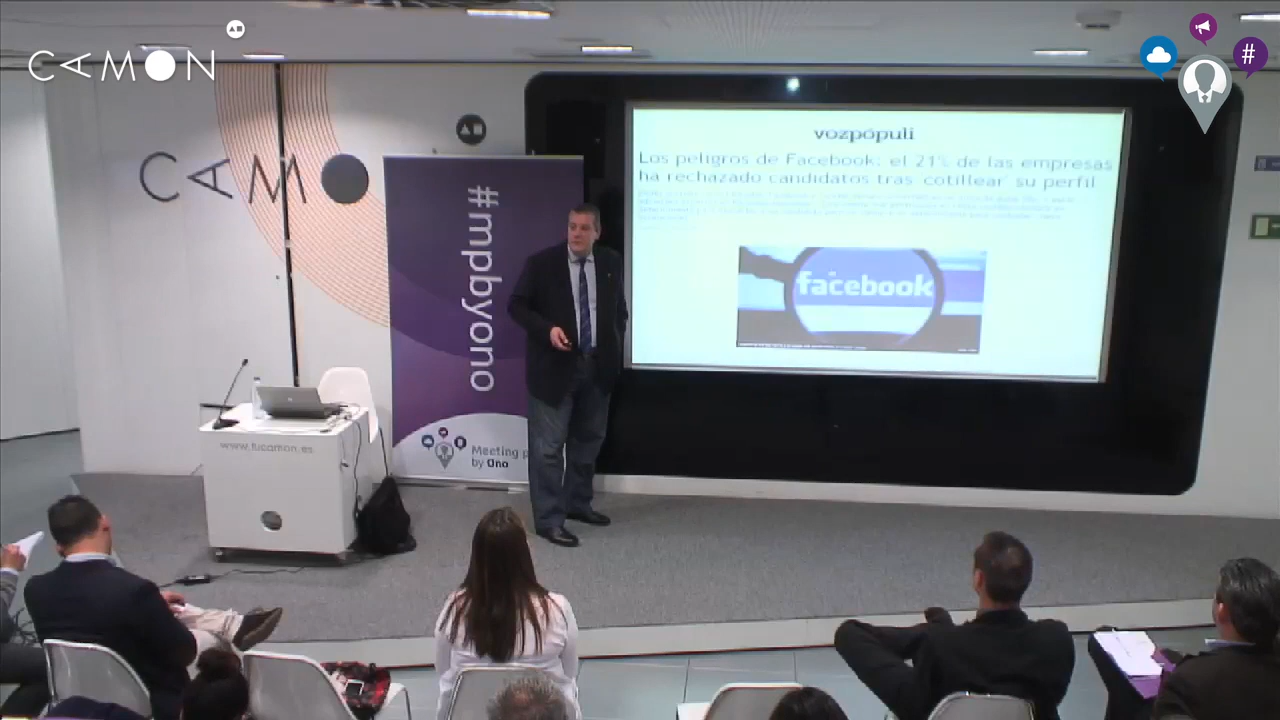 CAMON
#
CAMO
#mpbyono
Meeting p
by Ono
www.tucamon.es
vozpópuli
Los peligros de Facebook: el 21% de las empresas
ha rechazado candidatos tras 'cotillear' su perfil
facebook